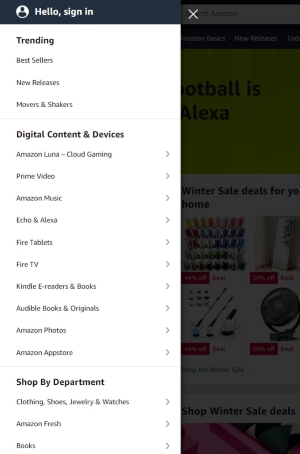 Hello, sign in
Trending
Best Sellers
New Releases
Movers & Shakers
Digital Content & Devices
Amazon Luna – Cloud Gaming
Prime Video
Amazon Music
Echo & Alexa
Fire Tablets
Fire TV
Kindle E-readers & Books
Audible Books & Originals
Amazon Photos
Amazon Appstore
Shop By Department
Clothing, Shoes, Jewelry & Watches
Amazon Fresh
Books
Search Amazon
Amazon Basics New Releases Toda
ootball is
Alexa
Winter Sale deals for yo
home
44% off Deal
20% off Deal
44% off Deal
28% off Deal
Shop the Winter Sale
Shop Winter Sale deals